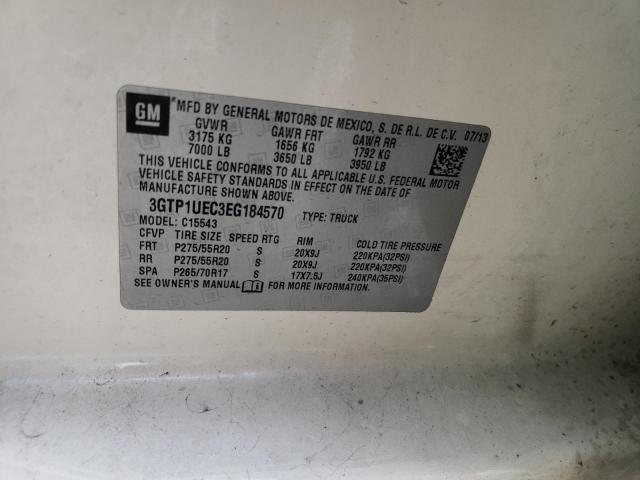 GM
*MFD BY GENERAL MOTORS DE MEXICO, S. DE R.L. DE C.V. 07/13
GVWR GAWR FRT GAWR RR
3175 KG 1656 KG 1792 KG
7000 LB 3650 LB 3950 LB
THIS VEHICLE CONFORMS TO ALL APPLICABLE U.S. FEDERAL MOTOR
VEHICLE SAFETY STANDARDS IN EFFECT ON THE DATE OF
MANUFACTURE SHOWN ABOVE.
3GTP1UEC3EG184570 TYPE: TRUCK
MODEL: C15543
CFVP TIRE SIZE SPEED RTG RIM COLD TIRE PRESSURE
FRT P275/55R20 S 20X9J 220KPA(32PSI)
RR P275/55R20 S 20X9J 220KPA(32PSI)
SPA P265/70R17 S 17X7.5J 240KPA(35PSI)
SEE OWNER'S MANUAL FOR MORE INFORMATION